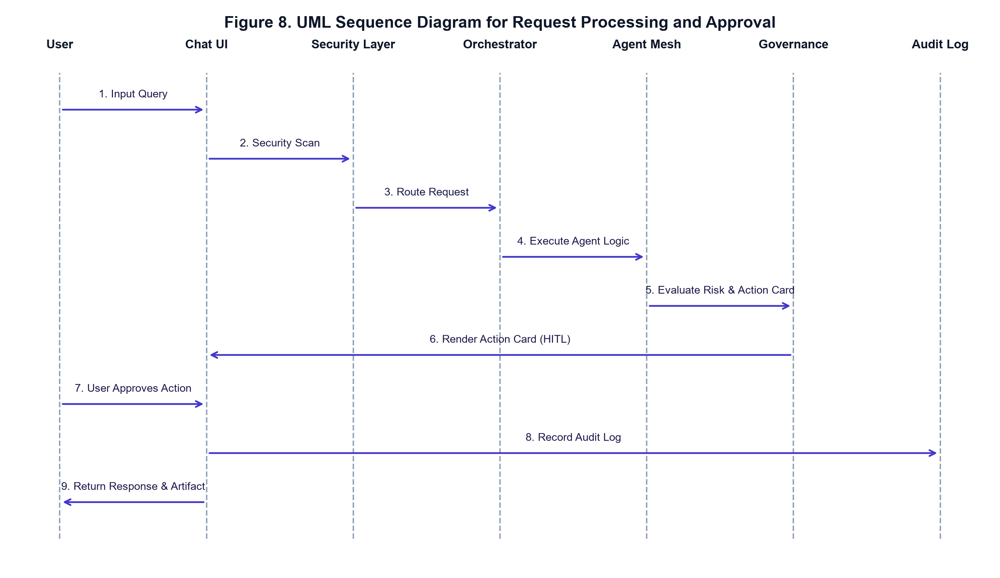 Figure 8. UML Sequence Diagram for Request Processing and Approval
User
Chat UI
Security Layer
Orchestrator
Agent Mesh
Governance
Audit Log
1. Input Query
2. Security Scan
3. Route Request
4. Execute Agent Logic
5. Evaluate Risk & Action Card
6. Render Action Card (HITL)
7. User Approves Action
8. Record Audit Log
9. Return Response & Artifact